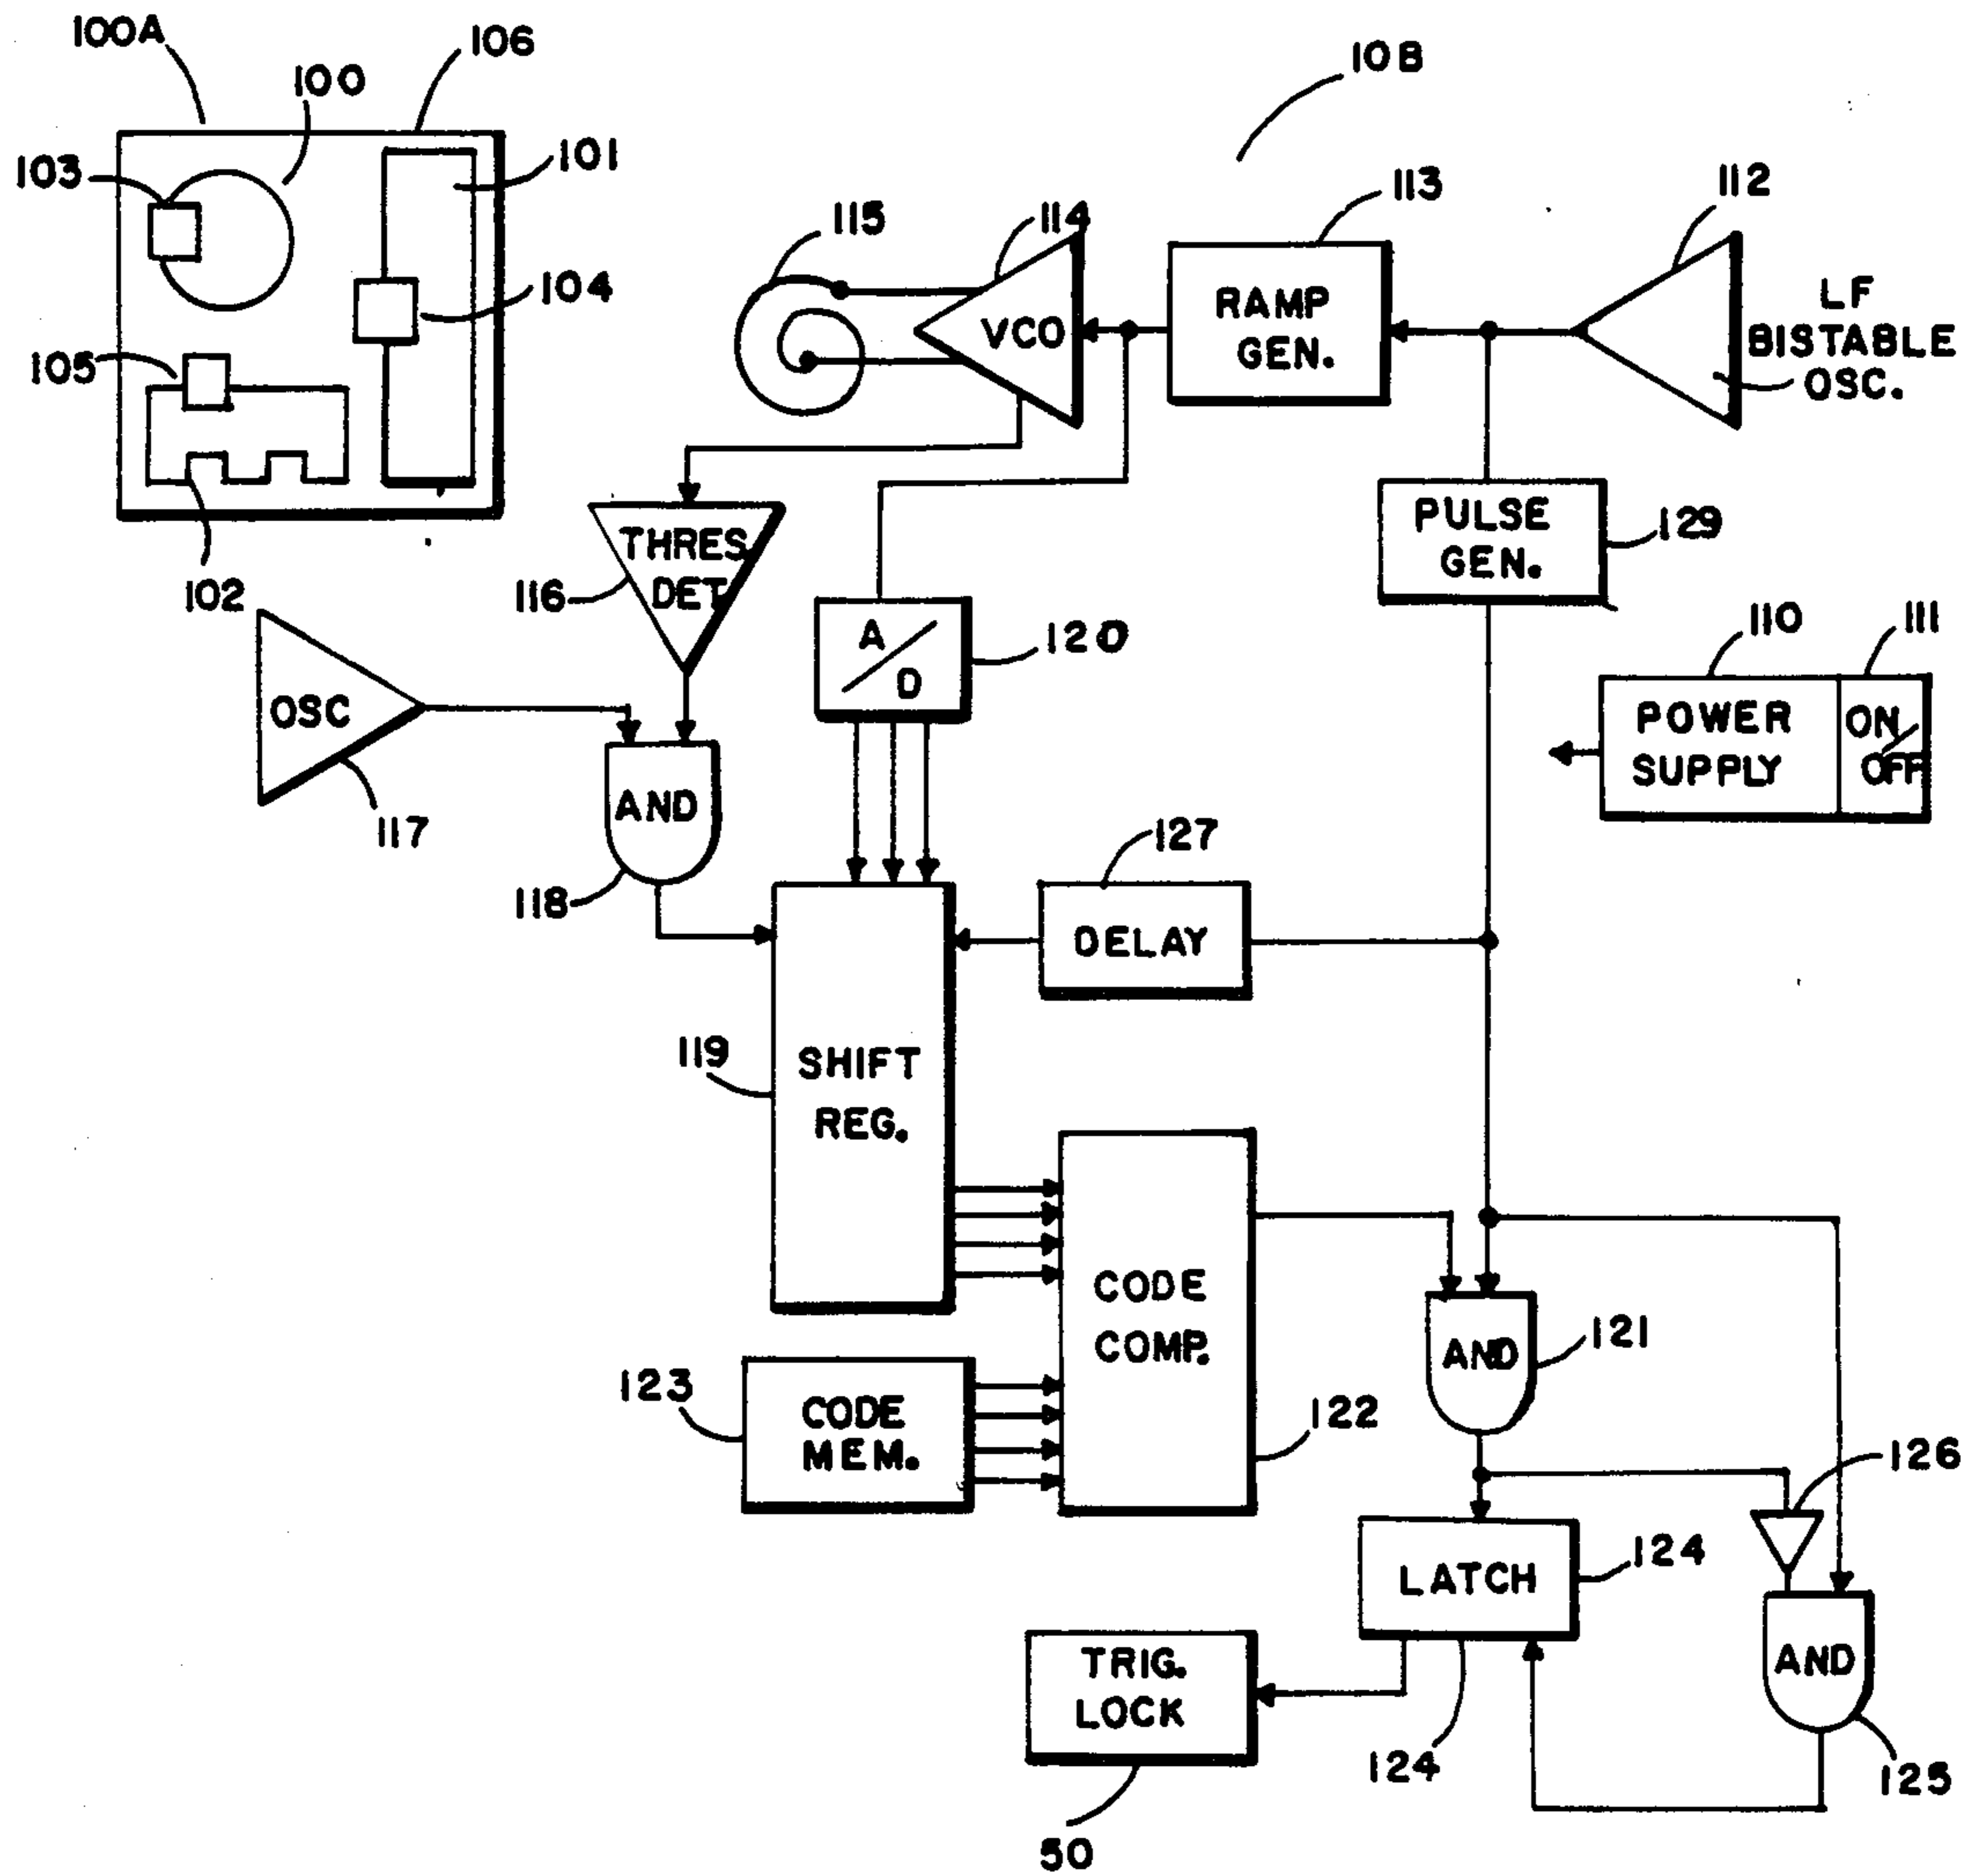 100A
106
100
108
103
101
113
112
115
114
104
LF
BISTABLE
OSC.
RAMP
GEN.
VCO
105
PULSE
GEN.
129
THRES
DET
116
102
110
111
A/D
120
OSC
POWER
SUPPLY
ON/OFF
AND
117
127
118
DELAY
119
SHIFT
REG.
CODE
COMP.
AND
121
123
CODE
MEM.
122
126
LATCH
124
TRIG.
LOCK
AND
124
125
50